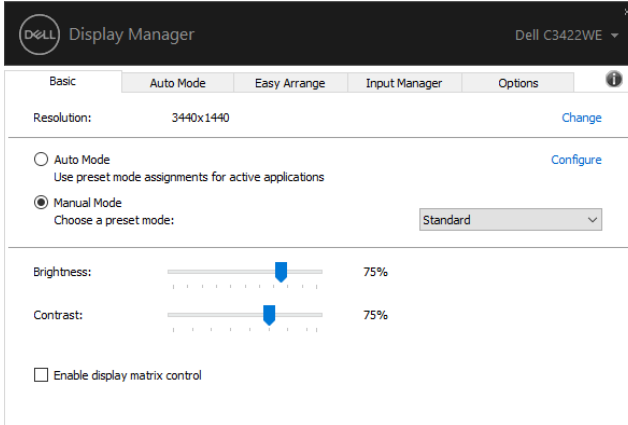 DELL Display Manager Dell C3422WE
Basic Auto Mode Easy Arrange Input Manager Options
Resolution: 3440x1440 Change
Auto Mode Configure
Use preset mode assignments for active applications
Manual Mode
Choose a preset mode: Standard
Brightness: 75%
Contrast: 75%
Enable display matrix control